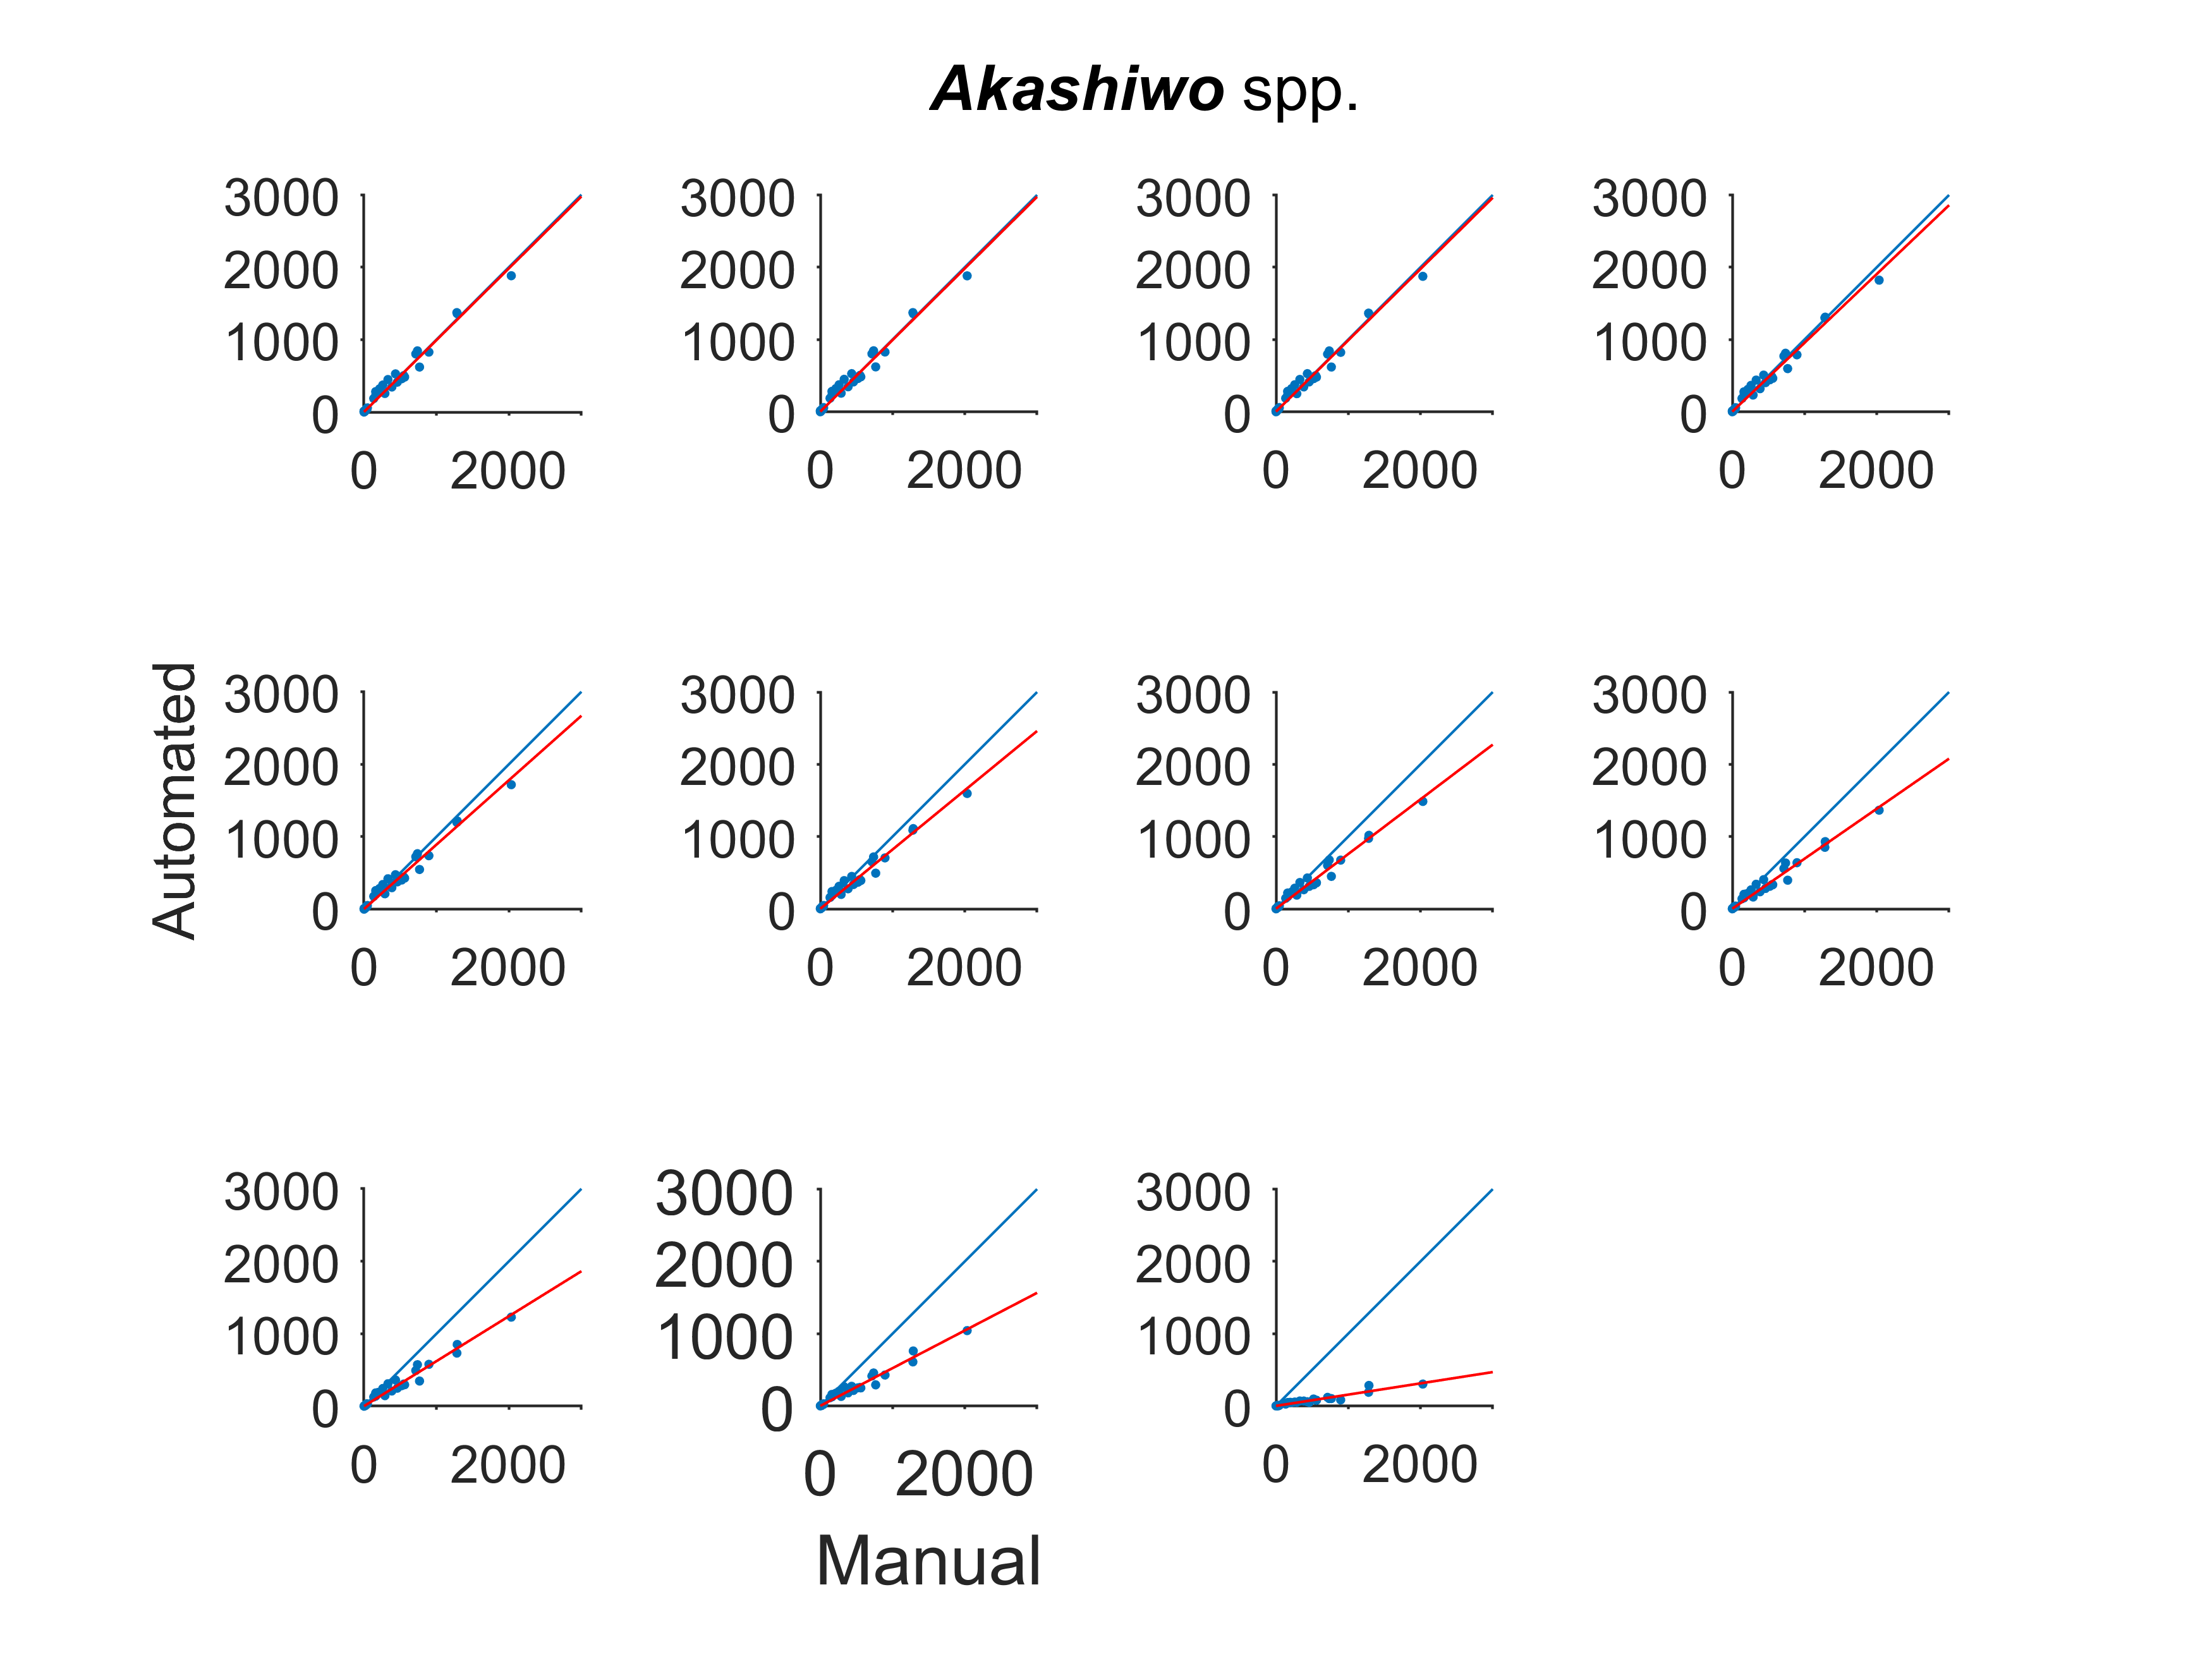 Akashiwo spp.
3000 3000 3000 3000
2000 2000 2000 2000
1000 1000 1000 1000
0 0 0 0
0 2000 0 2000 0 2000 0 2000
Automated
3000 3000 3000 3000
2000 2000 2000 2000
1000 1000 1000 1000
0 0 0 0
0 2000 0 2000 0 2000 0 2000
3000 3000 3000
2000 2000 2000
1000 1000 1000
0 0 0
0 2000 0 2000 0 2000
Manual